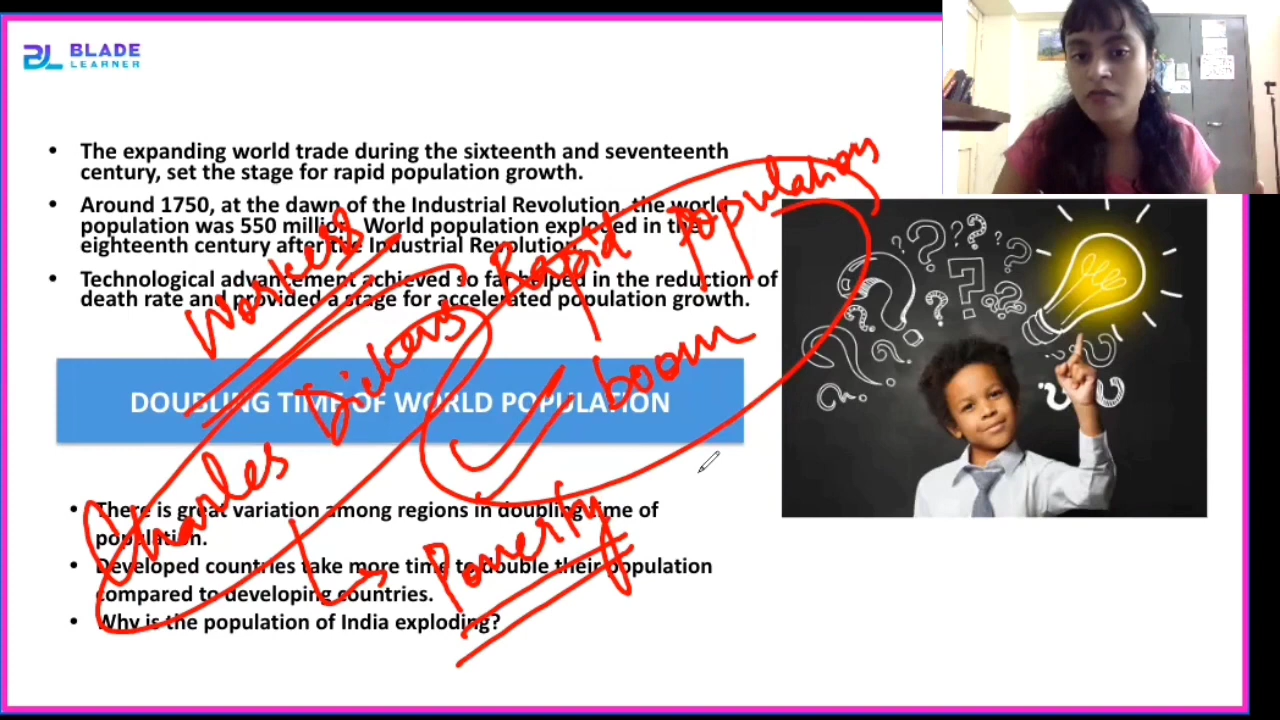 BLADE
LEARNER
• The expanding world trade during the sixteenth and seventeenth
century, set the stage for rapid population growth.
• Around 1750, at the dawn of the Industrial Revolution, the world
population was 550 million. World population exploded in the
eighteenth century after the Industrial Revolution.
• Technological advancement achieved so far helped in the reduction of
death rate and provided a stage for accelerated population growth.
Workess
Rapid Population
boom
Charles Dickens
DOUBLING TIME OF WORLD POPULATION
• There is great variation among regions in doubling time of
population.
• Developed countries take more time to double their population
compared to developing countries.
• Why is the population of India exploding?
Poverty